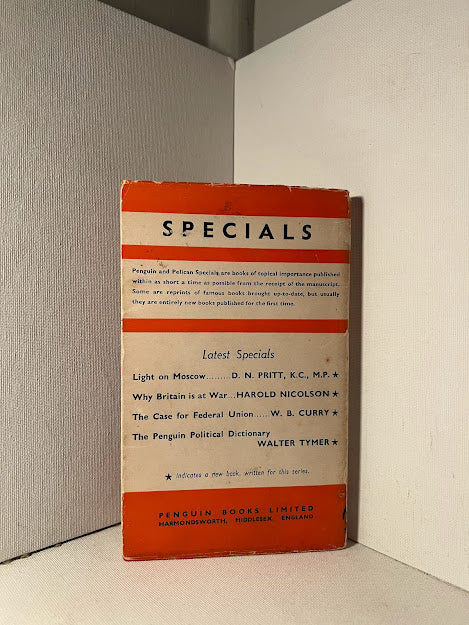 SPECIALS
Penguin and Pelican Specials are books of topical importance published
within as short a time as possible from the receipt of the manuscript.
Some are reprints of famous books brought up-to-date, but usually
they are entirely new books published for the first time.
Latest Specials
Light on Moscow........D. N. PRITT, K.C., M.P. ★
Why Britain is at War...HAROLD NICOLSON ★
The Case for Federal Union.....W. B. CURRY ★
The Penguin Political Dictionary
WALTER TYMER ★
★ indicates a new book, written for this series.
PENGUIN BOOKS LIMITED
HARMONDSWORTH, MIDDLESEX, ENGLAND